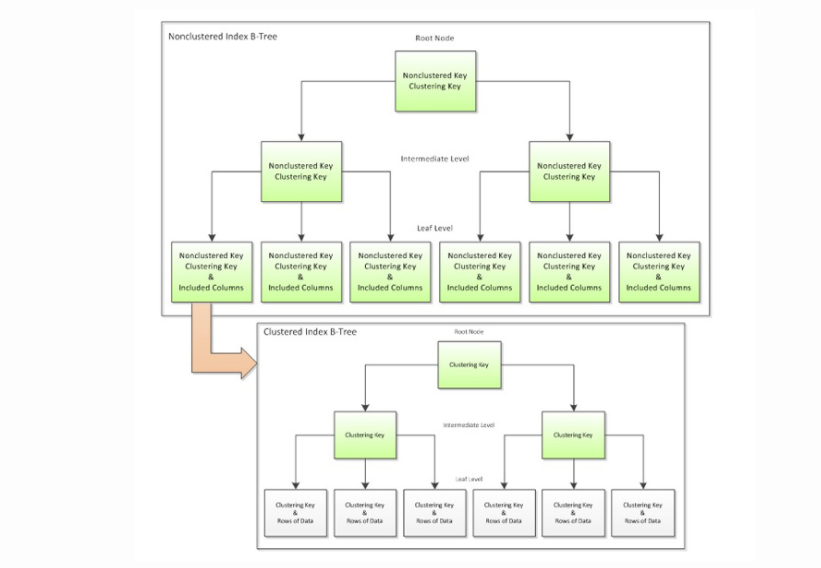 Nonclustered Index B-Tree
Root Node
Nonclustered Key
Clustering Key
Intermediate Level
Nonclustered Key
Clustering Key
Nonclustered Key
Clustering Key
Leaf Level
Nonclustered Key
Clustering Key
&
Included Columns
Nonclustered Key
Clustering Key
&
Included Columns
Nonclustered Key
Clustering Key
&
Included Columns
Nonclustered Key
Clustering Key
&
Included Columns
Nonclustered Key
Clustering Key
&
Included Columns
Nonclustered Key
Clustering Key
&
Included Columns
Clustered Index B-Tree
Root Node
Clustering Key
Intermediate Level
Clustering Key
Clustering Key
Leaf Level
Clustering Key
&
Rows of Data
Clustering Key
&
Rows of Data
Clustering Key
&
Rows of Data
Clustering Key
&
Rows of Data
Clustering Key
&
Rows of Data
Clustering Key
&
Rows of Data